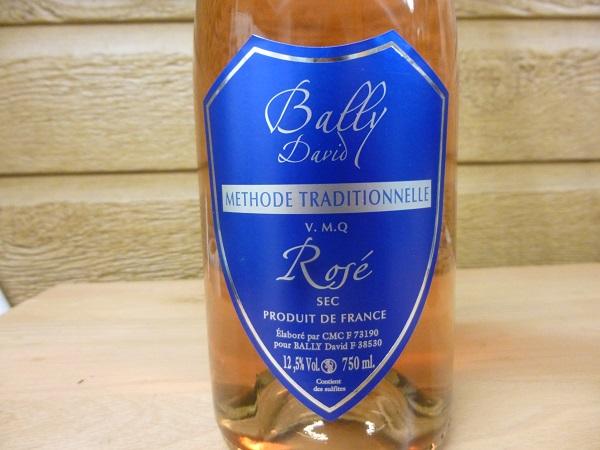 Bally
David
METHODE TRADITIONNELLE
V. M.Q
Rosé
SEC
PRODUIT DE FRANCE
Élaboré par CMC F 73190
pour BALLY David F 38530
12,5% Vol. 750 ml.
Contient
des sulfites